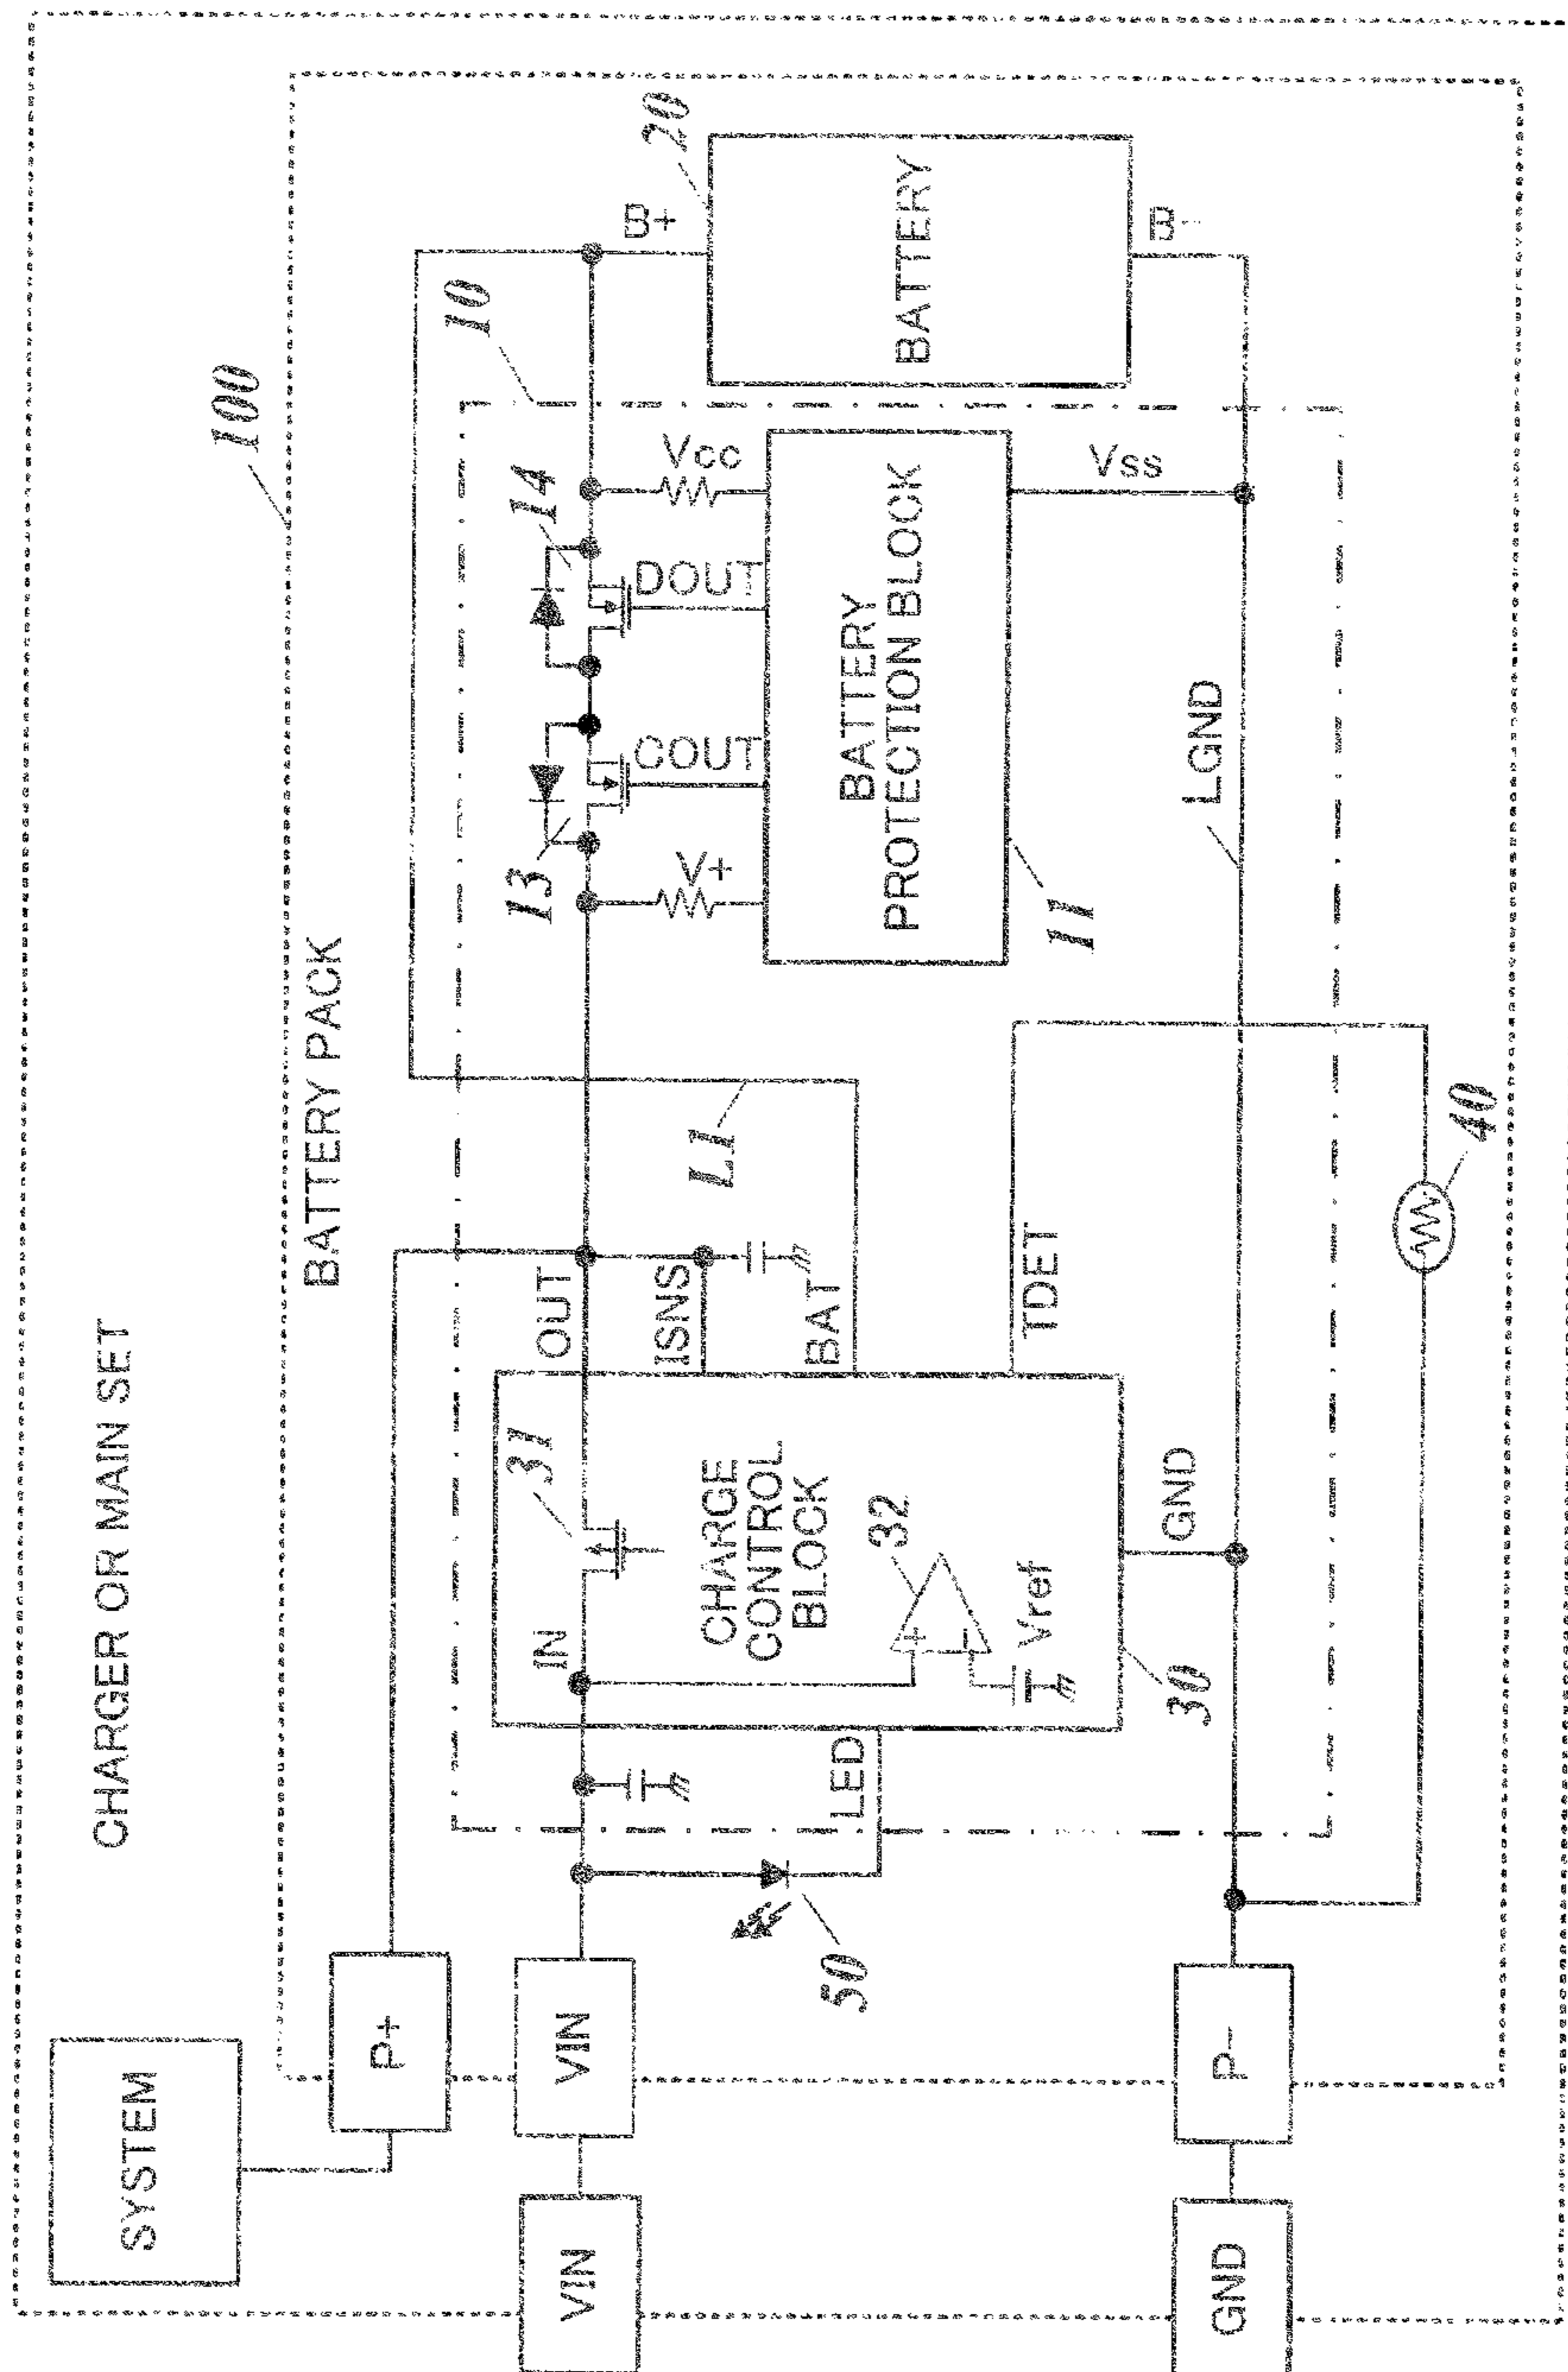 CHARGER OR MAIN SET
SYSTEM
100
BATTERY PACK
P+
VIN
VIN
IN
31
OUT
ISNS
BAT
L1
TDET
CHARGE
CONTROL
BLOCK
32
+
−
Vref
30
GND
LED
50
10
13
14
V+
COUT
DOUT
Vcc
BATTERY
PROTECTION BLOCK
11
Vss
LGND
B+
20
BATTERY
B-
40
P-
GND